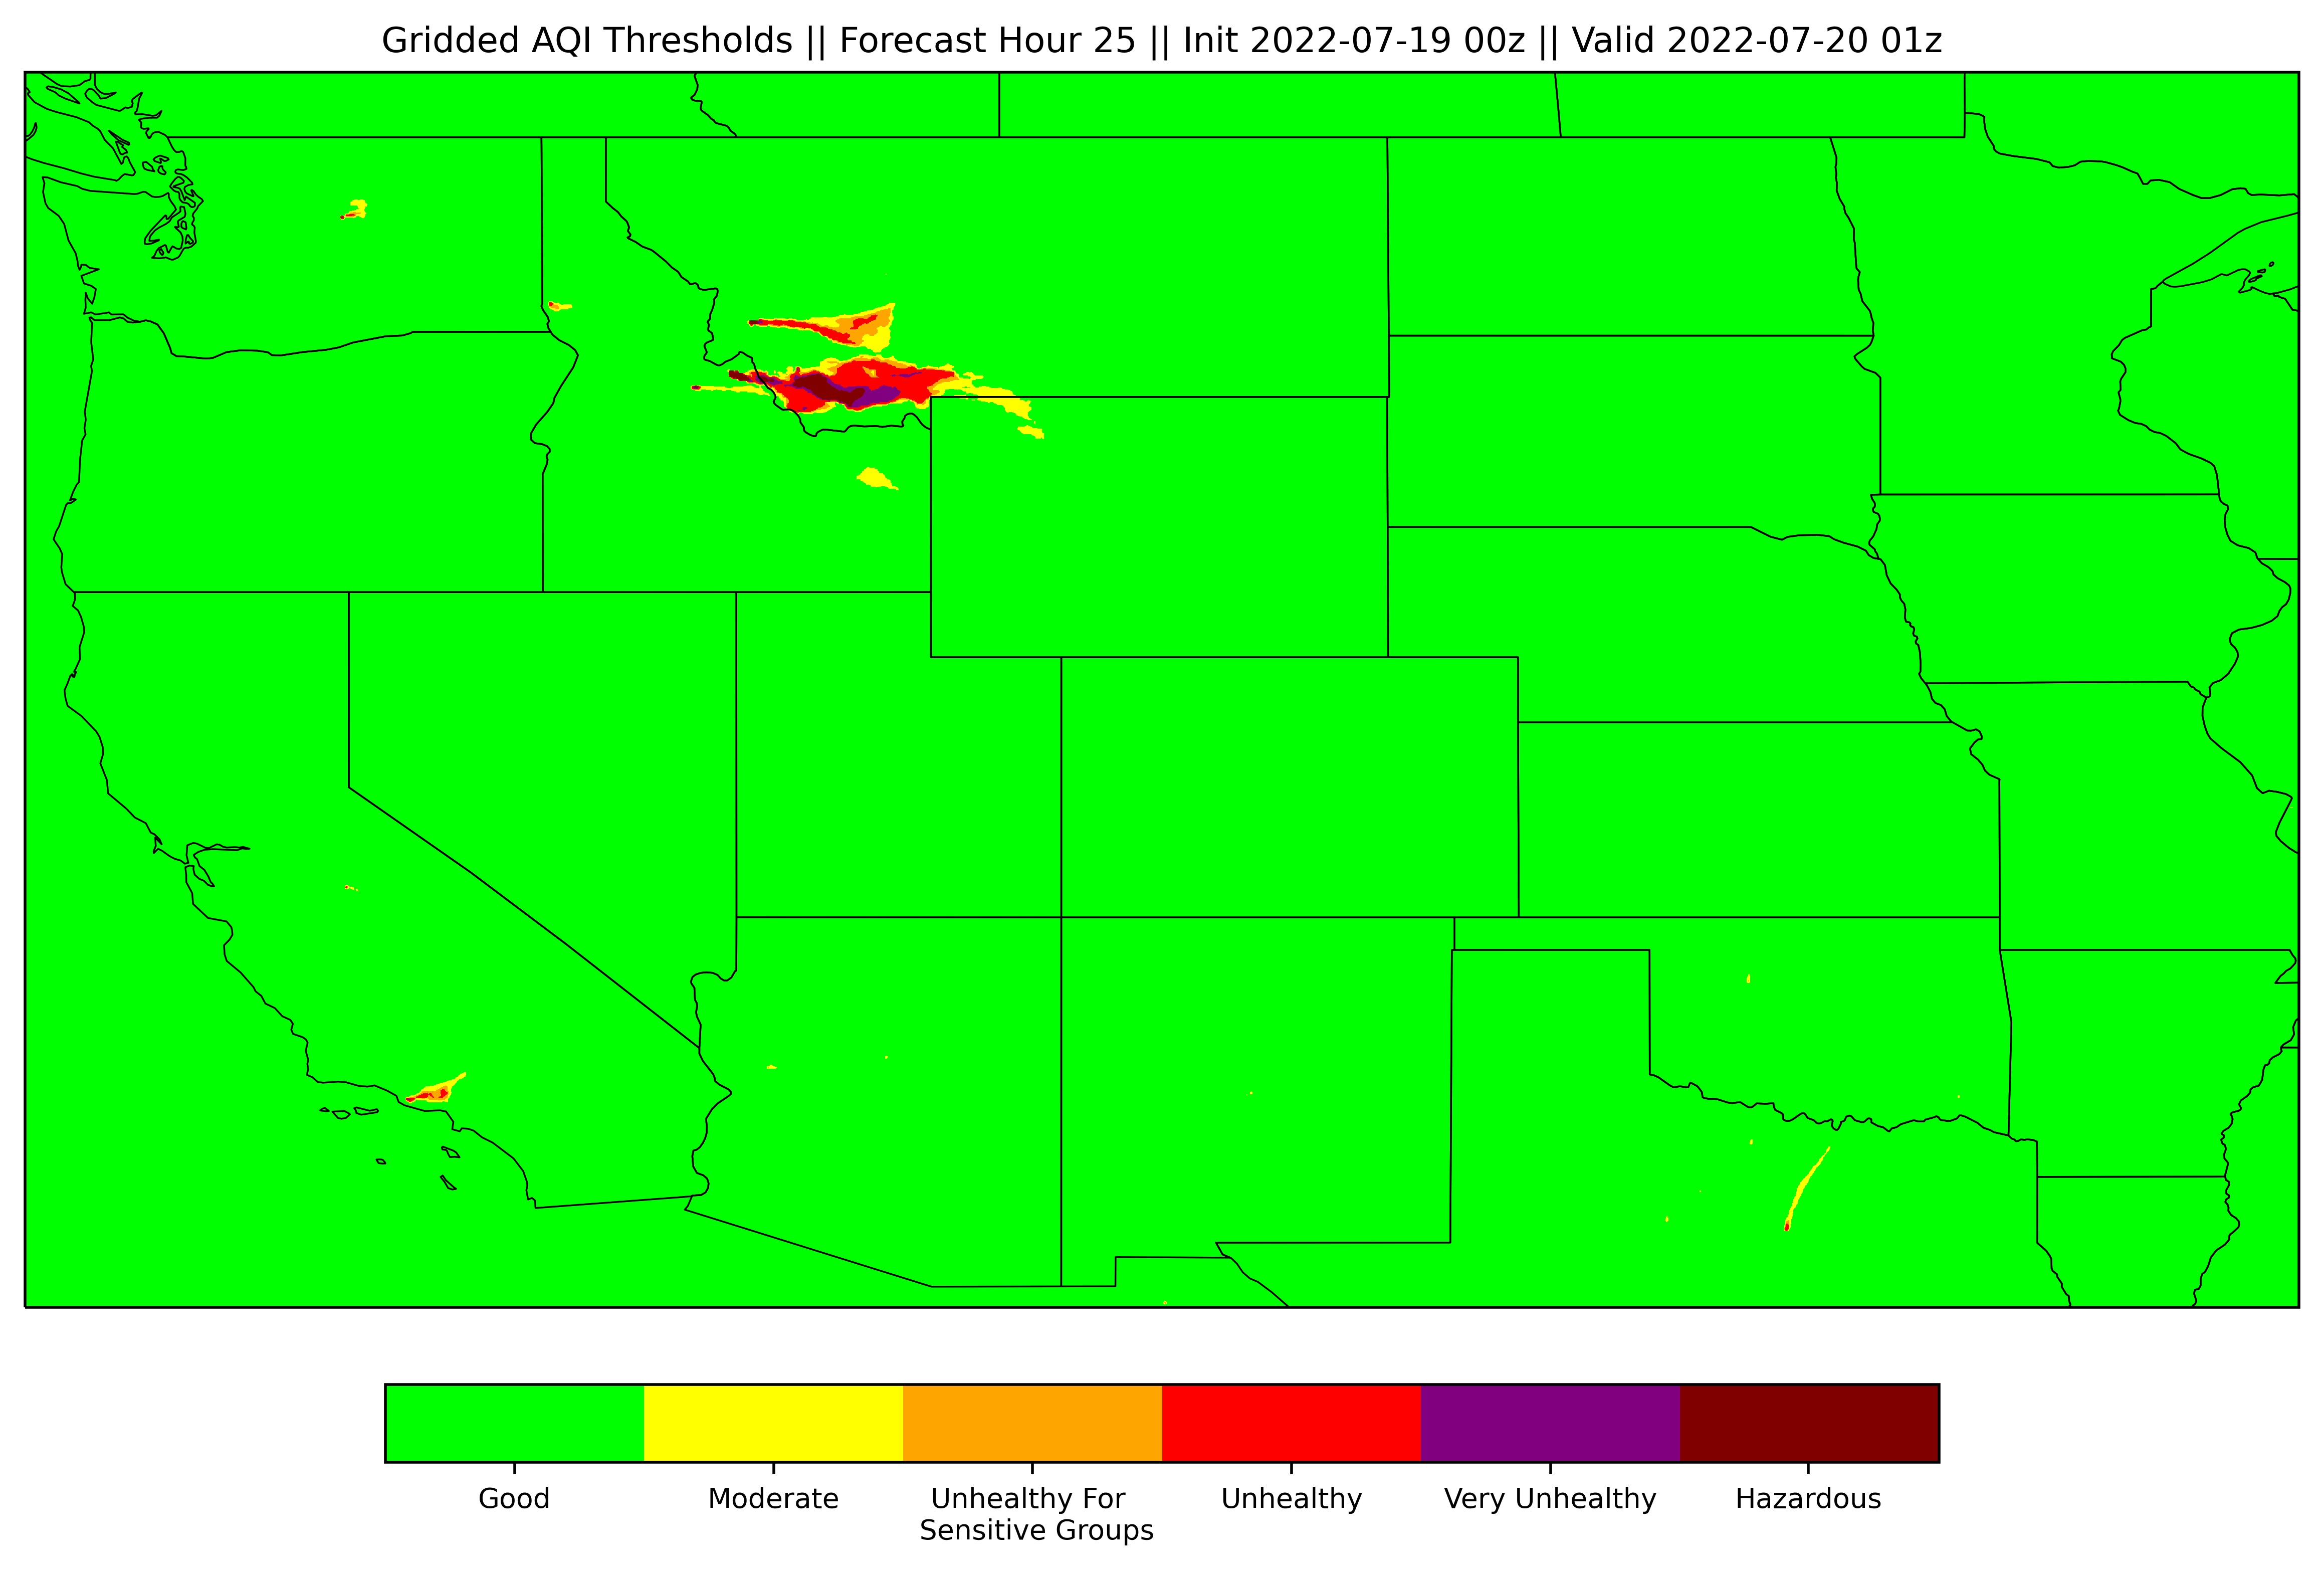 Gridded AQI Thresholds || Forecast Hour 25 || Init 2022-07-19 00z || Valid 2022-07-20 01z
Good
Moderate
Unhealthy For
Sensitive Groups
Unhealthy
Very Unhealthy
Hazardous